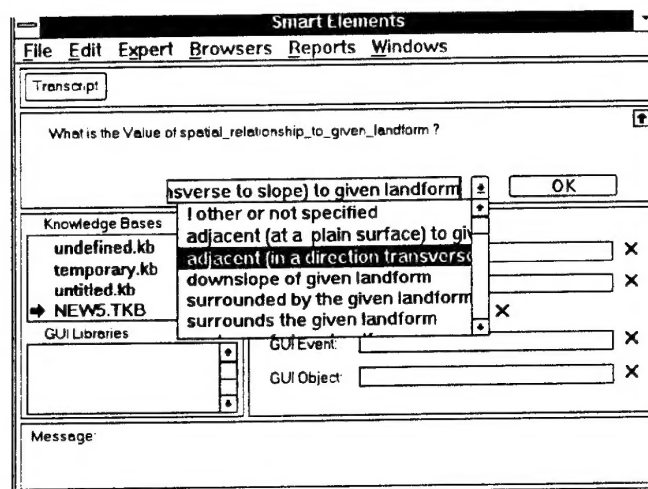 Smart Elements
File Edit Expert Browsers Reports Windows
Transcript
What is the Value of spatial_relationship_to_given_landform ?
nsverse to slope) to given landform
OK
! other or not specified
adjacent (at a plain surface) to giv
adjacent (in a direction transvers
downslope of given landform
surrounded by the given landform
surrounds the given landform
Knowledge Bases
undefined.kb
temporary.kb
untitled.kb
NEW5.TKB
GUI Libraries
GUI Event:
GUI Object:
Message: